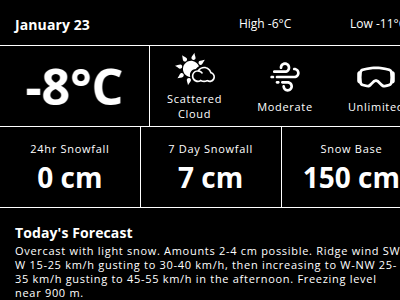 January 23 High -6°C Low -11°
-8°C
Scattered
Cloud
Moderate
Unlimited
24hr Snowfall 7 Day Snowfall Snow Base
0 cm 7 cm 150 cm
Today's Forecast
Overcast with light snow. Amounts 2-4 cm possible. Ridge wind SW
W 15-25 km/h gusting to 30-40 km/h, then increasing to W-NW 25-
35 km/h gusting to 45-55 km/h in the afternoon. Freezing level
near 900 m.